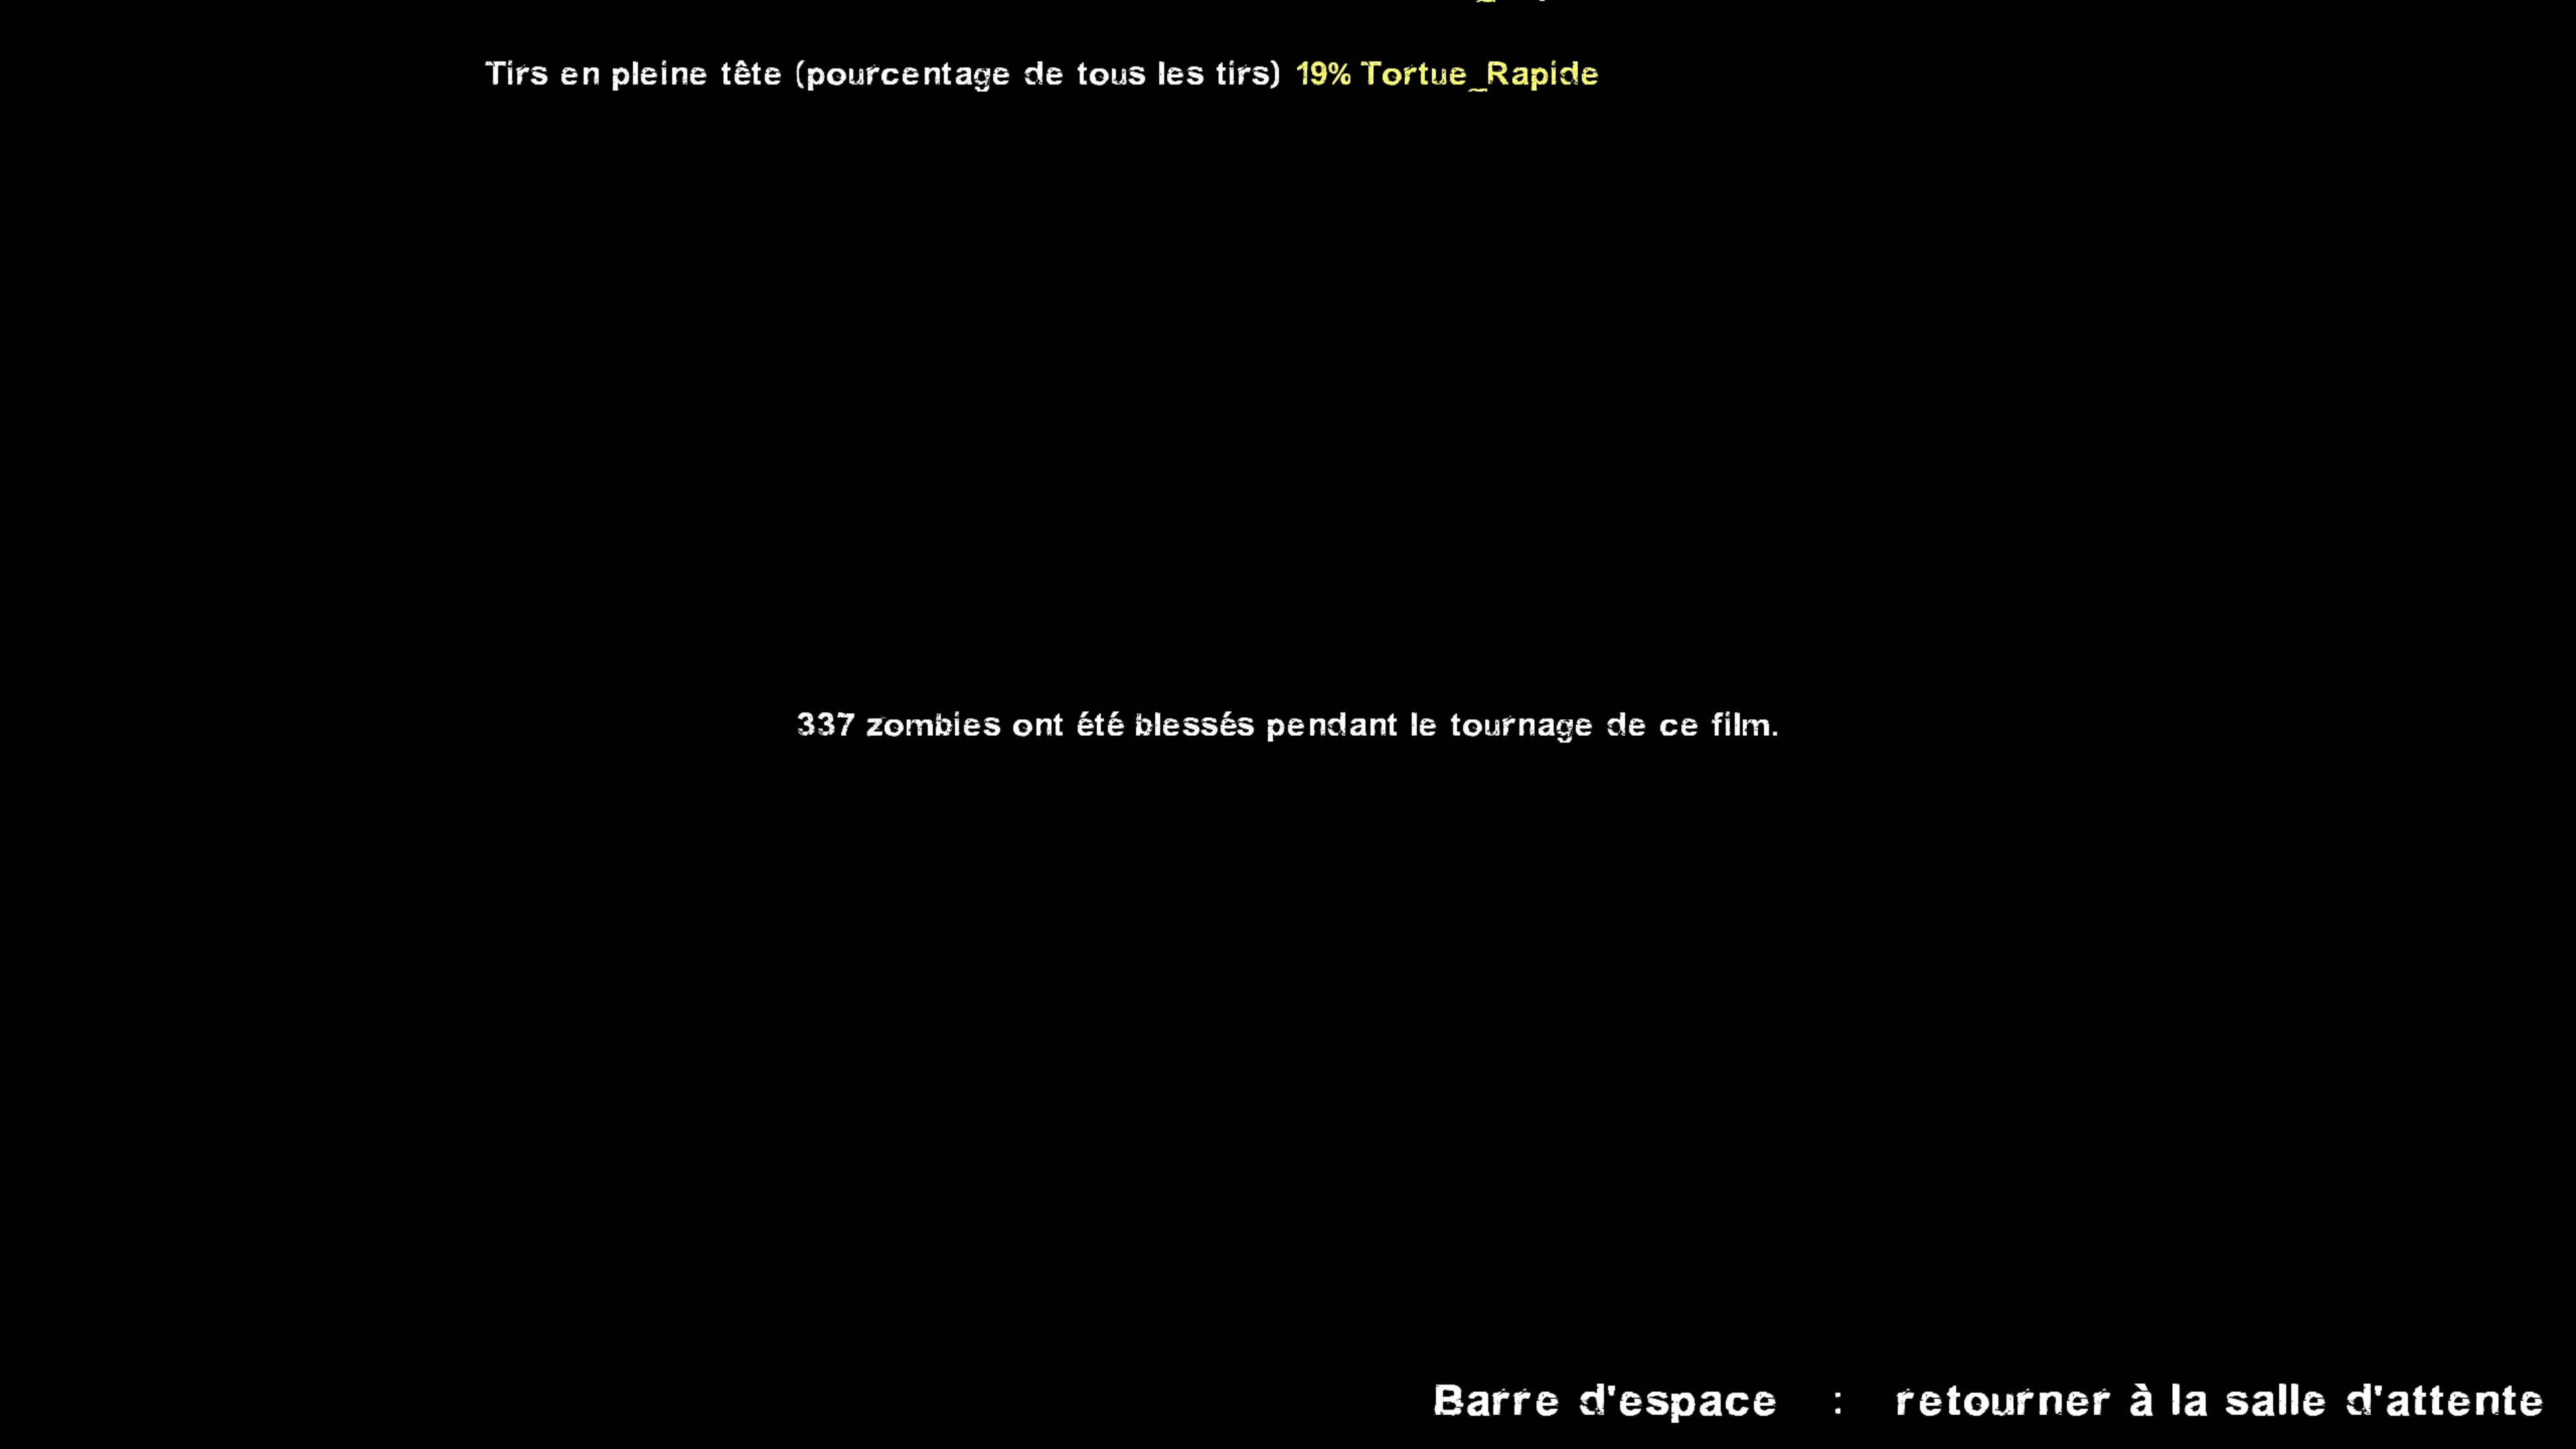 Tirs en pleine tête (pourcentage de tous les tirs) 19% Tortue_Rapide
337 zombies ont été blessés pendant le tournage de ce film.
Barre d'espace : retourner à la salle d'attente